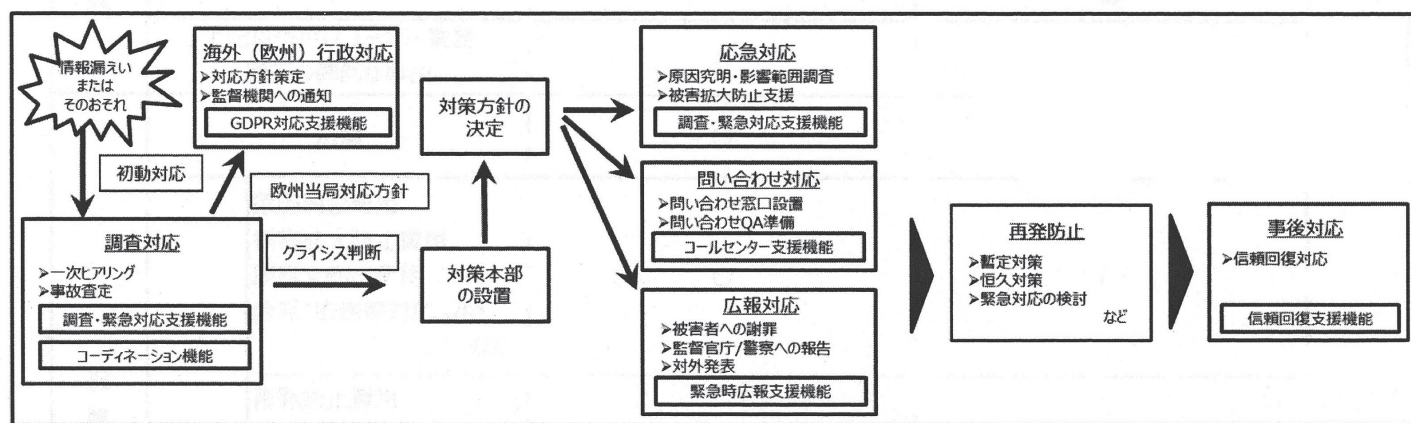 情報漏えい
または
そのおそれ
初動対応
調査対応
➢一次ヒアリング
➢事故査定
調査・緊急対応支援機能
コーディネーション機能
海外（欧州）行政対応
➢対応方針策定
➢監督機関への通知
GDPR対応支援機能
欧州当局対応方針
クライシス判断
対策本部
の設置
対策方針の
決定
応急対応
➢原因究明・影響範囲調査
➢被害拡大防止支援
調査・緊急対応支援機能
問い合わせ対応
➢問い合わせ窓口設置
➢問い合わせQA準備
コールセンター支援機能
広報対応
➢被害者への謝罪
➢監督官庁/警察への報告
➢対外発表
緊急時広報支援機能
再発防止
➢暫定対策
➢恒久対策
➢緊急対応の検討
など
事後対応
➢信頼回復対応
信頼回復支援機能